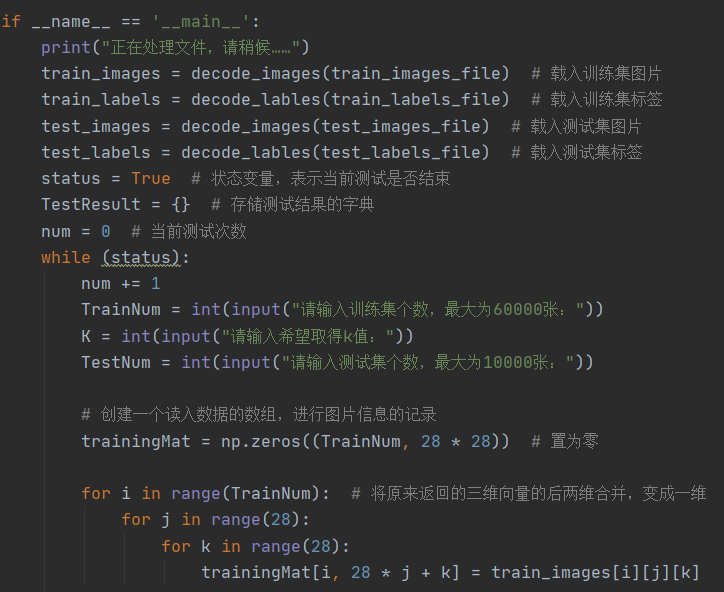 if __name__ == '__main__':
    print("正在处理文件，请稍候……")
    train_images = decode_images(train_images_file)  # 载入训练集图片
    train_labels = decode_lables(train_labels_file)  # 载入训练集标签
    test_images = decode_images(test_images_file)  # 载入测试集图片
    test_labels = decode_lables(test_labels_file)  # 载入测试集标签
    status = True  # 状态变量，表示当前测试是否结束
    TestResult = {}  # 存储测试结果的字典
    num = 0  # 当前测试次数
    while (status):
        num += 1
        TrainNum = int(input("请输入训练集个数，最大为60000张："))
        K = int(input("请输入希望取得k值："))
        TestNum = int(input("请输入测试集个数，最大为10000张："))
        # 创建一个读入数据的数组，进行图片信息的记录
        trainingMat = np.zeros((TrainNum, 28 * 28))  # 置为零
        for i in range(TrainNum):  # 将原来返回的三维向量的后两维合并，变成一维
            for j in range(28):
                for k in range(28):
                    trainingMat[i, 28 * j + k] = train_images[i][j][k]